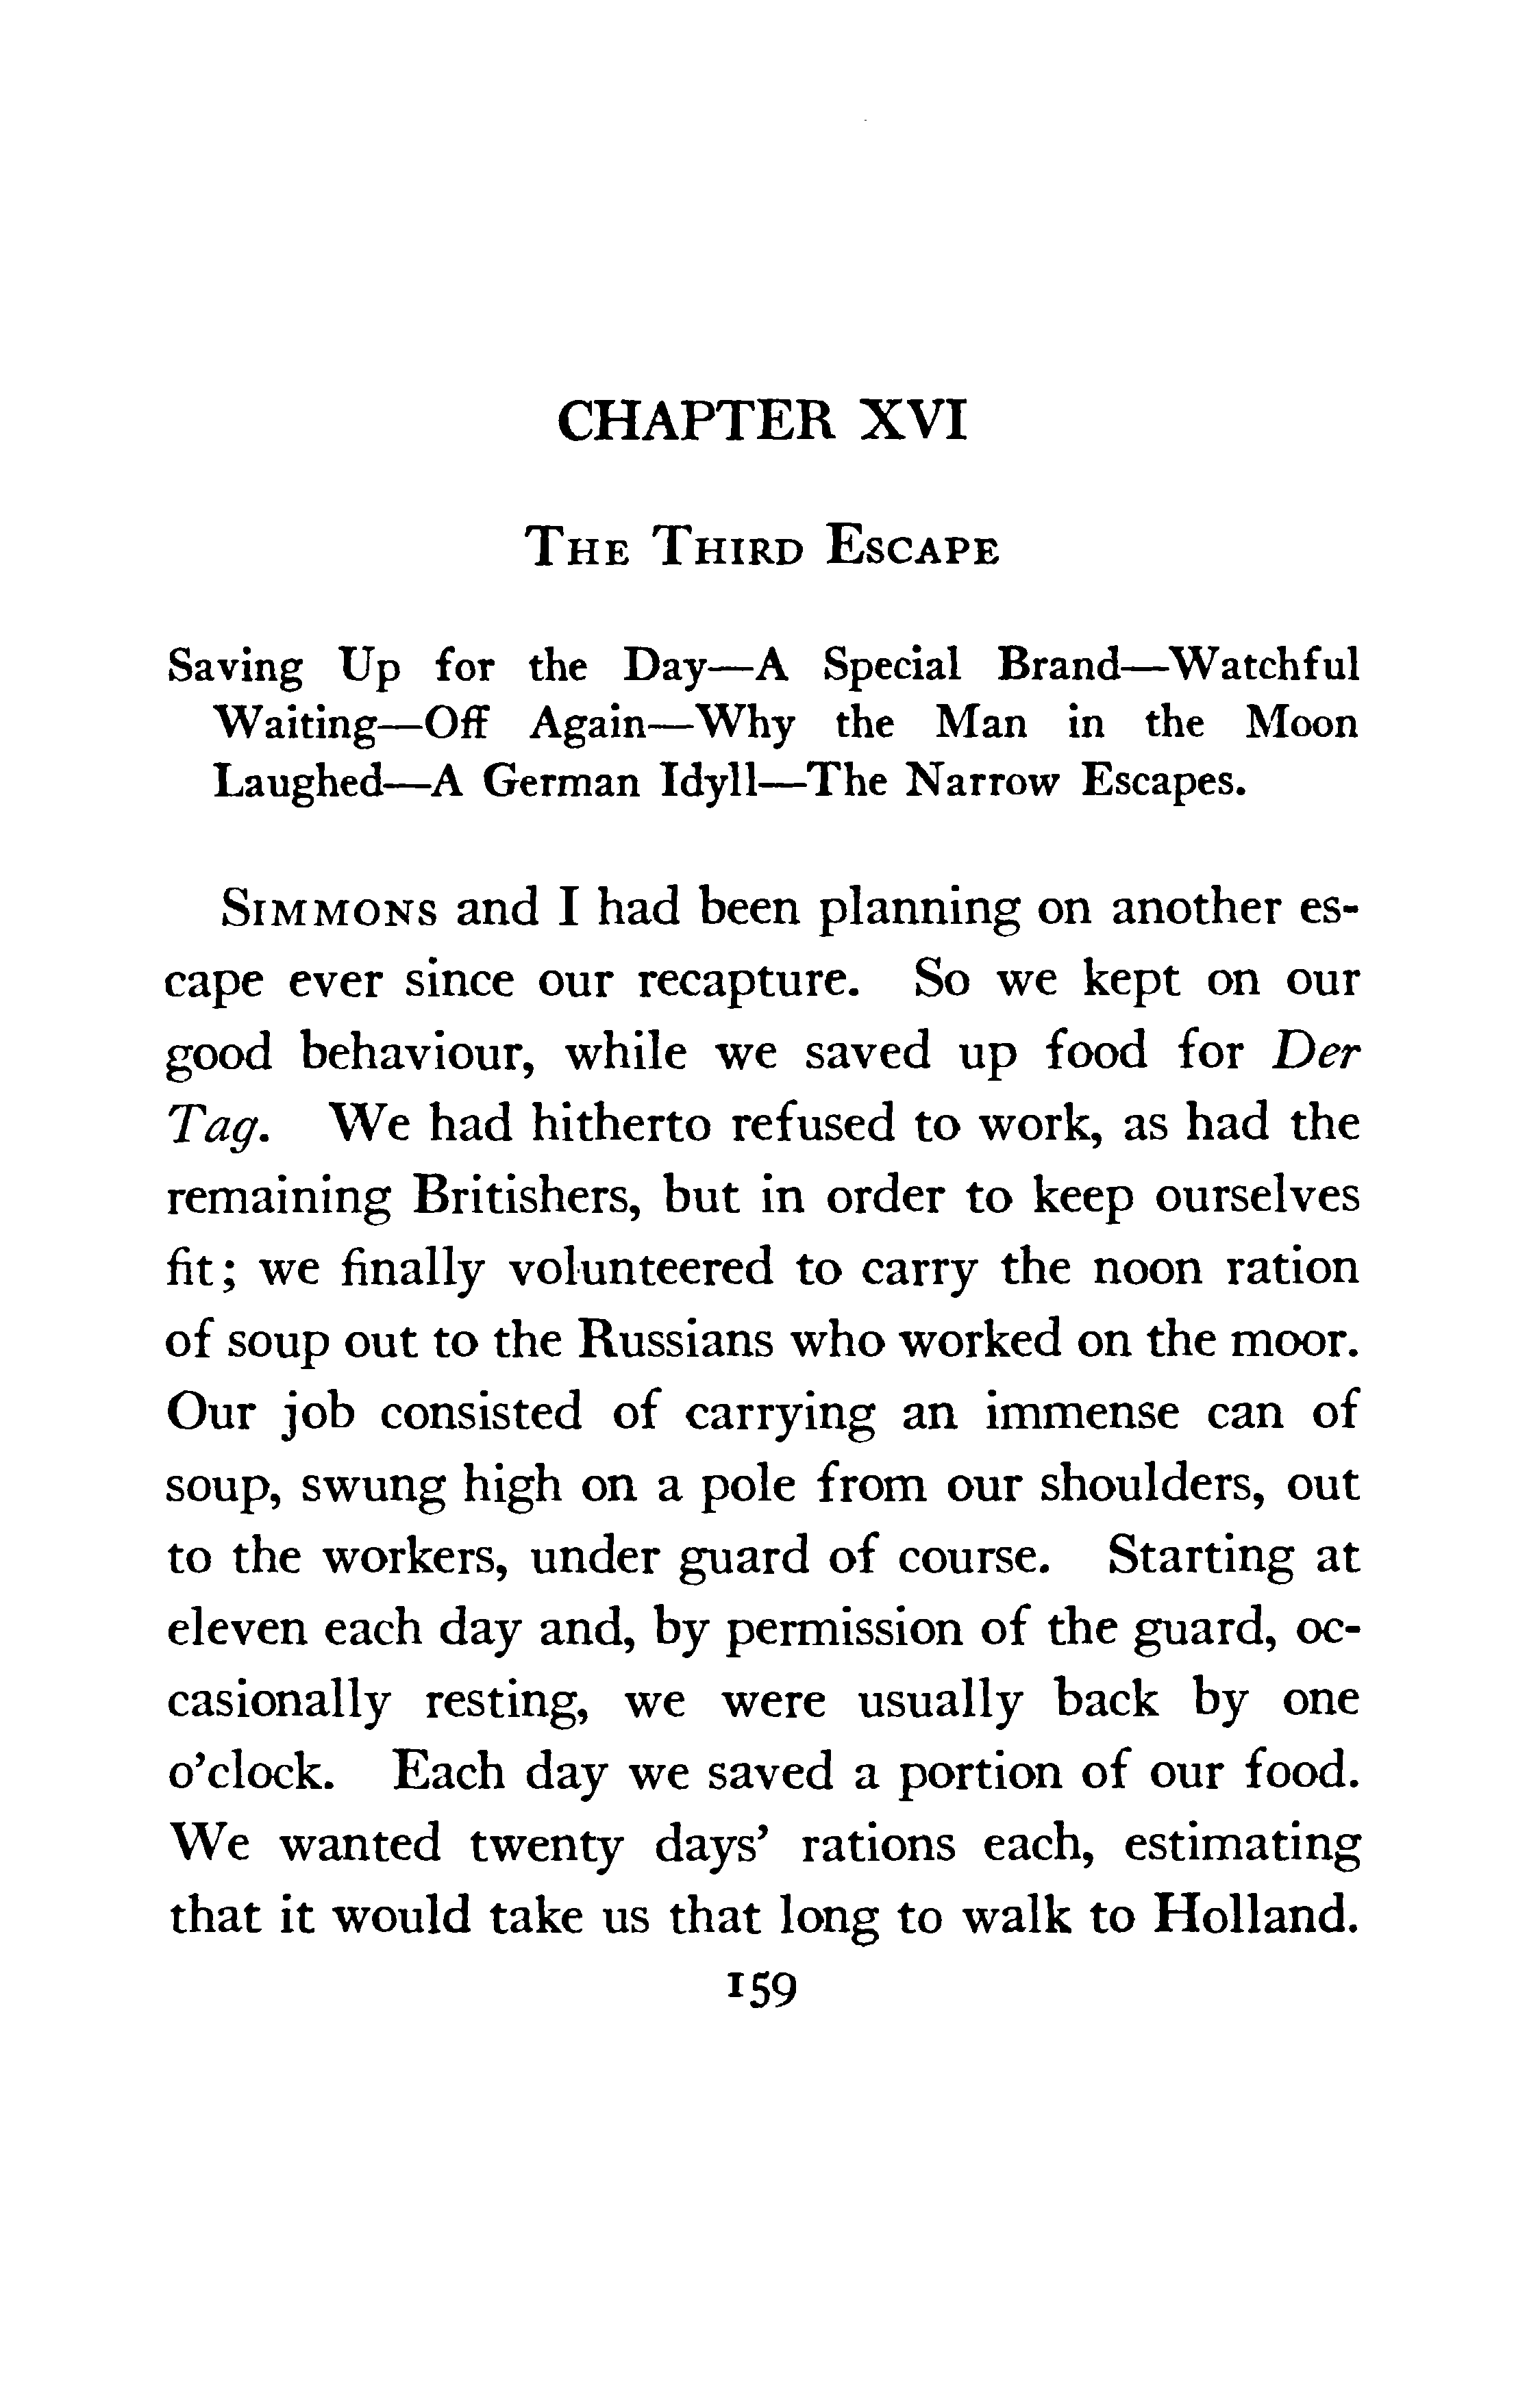 CHAPTER XVI
The Third Escape
Saving Up for the Day—A Special Brand—Watchful
Waiting—Off Again—Why the Man in the Moon
Laughed—A German Idyll—The Narrow Escapes.
Simmons and I had been planning on another es-
cape ever since our recapture. So we kept on our
good behaviour, while we saved up food for Der
Tag. We had hitherto refused to work, as had the
remaining Britishers, but in order to keep ourselves
fit; we finally volunteered to carry the noon ration
of soup out to the Russians who worked on the moor.
Our job consisted of carrying an immense can of
soup, swung high on a pole from our shoulders, out
to the workers, under guard of course. Starting at
eleven each day and, by permission of the guard, oc-
casionally resting, we were usually back by one
o’clock. Each day we saved a portion of our food.
We wanted twenty days’ rations each, estimating
that it would take us that long to walk to Holland.
159